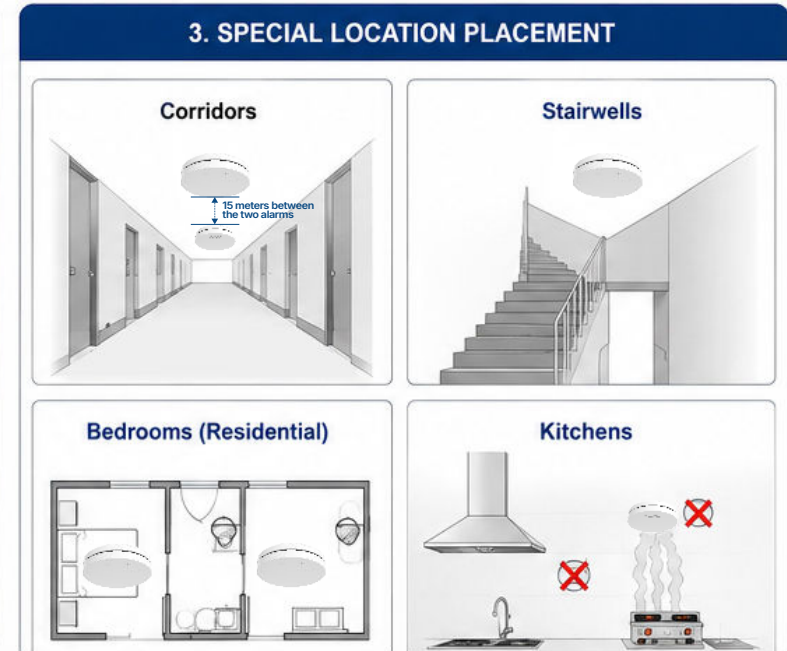 3. SPECIAL LOCATION PLACEMENT
Corridors
15 meters between
the two alarms
Stairwells
Bedrooms (Residential)
Kitchens